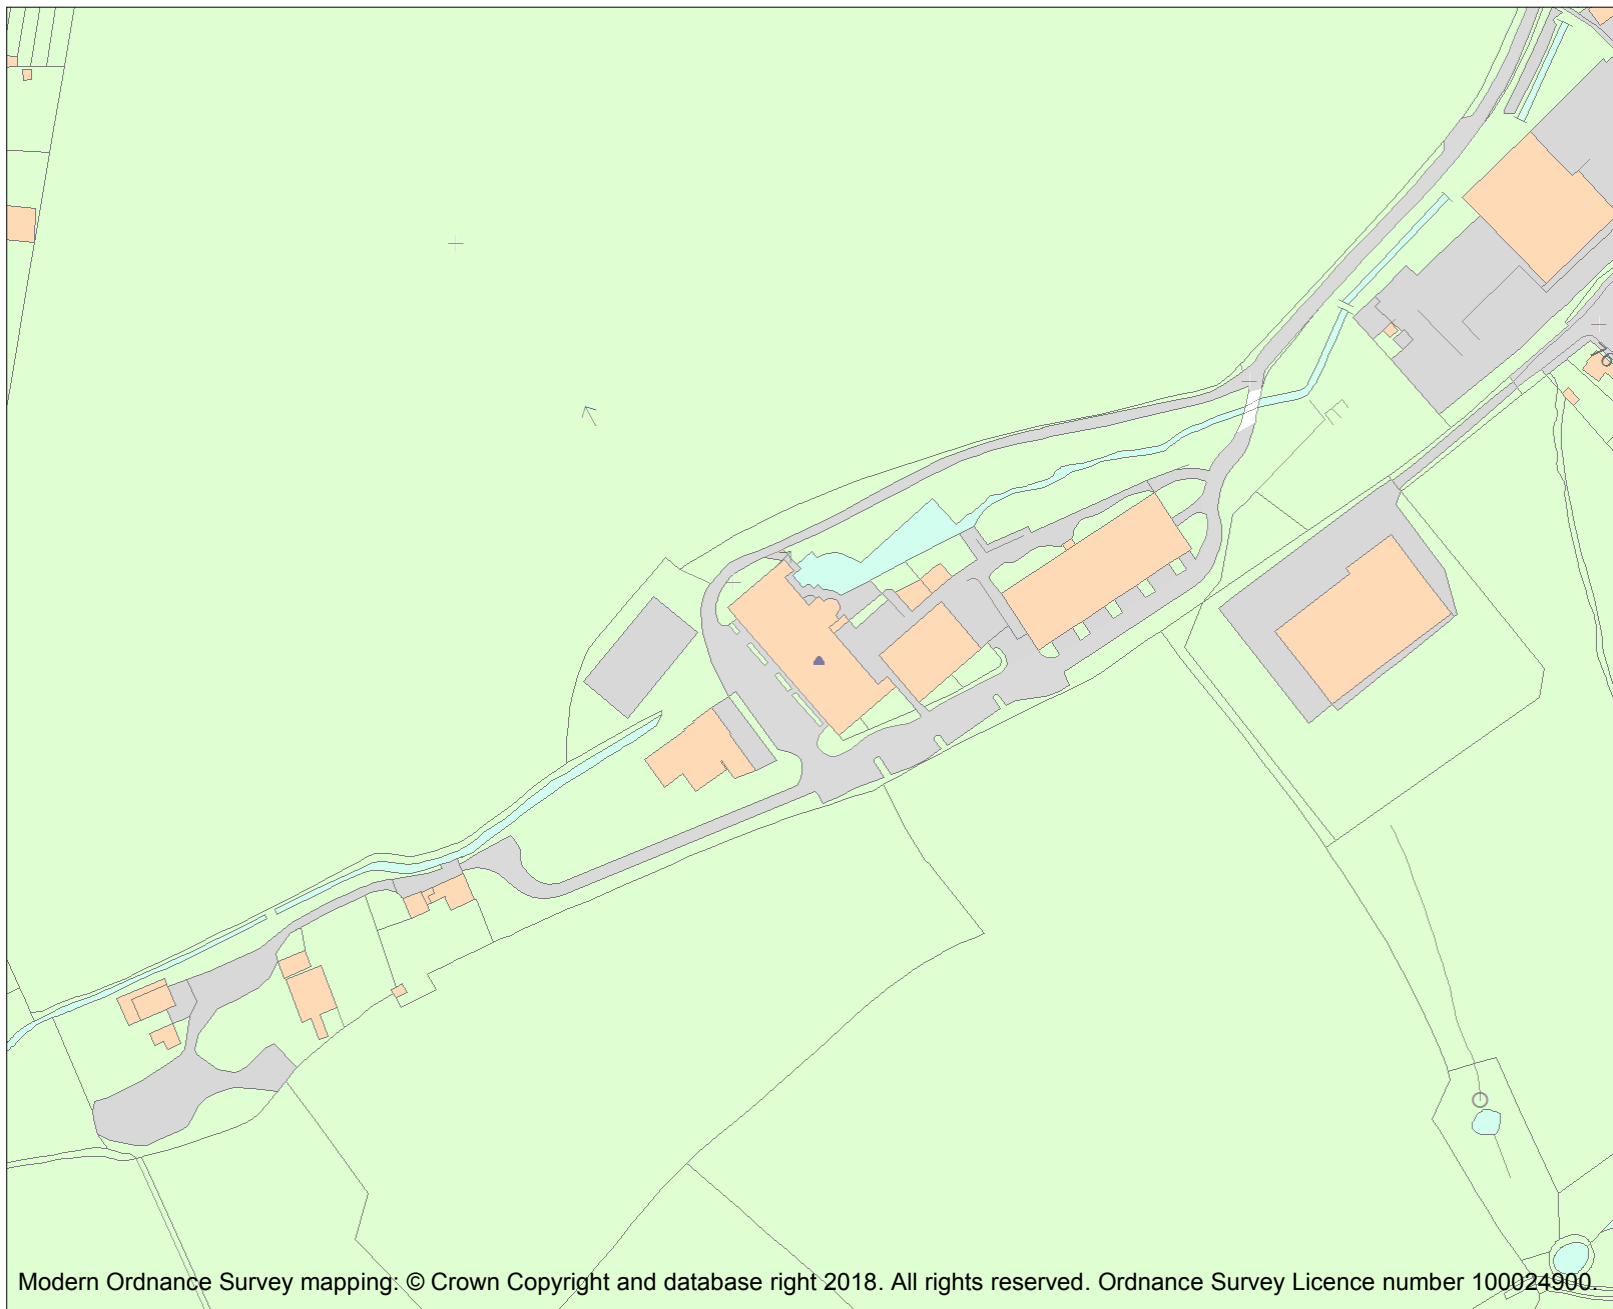 Modern Ordnance Survey mapping: © Crown Copyright and database right 2018. All rights reserved. Ordnance Survey Licence number 100024900.